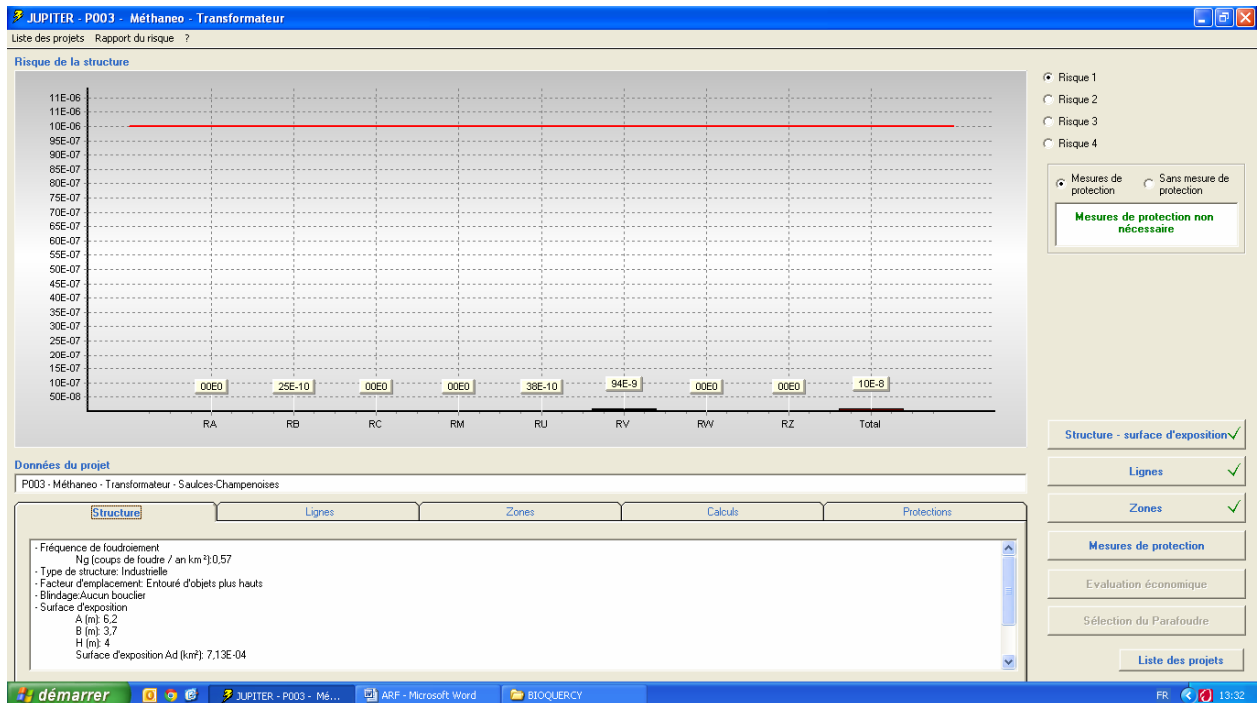 JUPITER - P003 - Méthaneo - Transformateur
Liste des projets Rapport du risque ?
Risque de la structure
11E-06
11E-06
10E-06
95E-07
90E-07
85E-07
80E-07
75E-07
70E-07
65E-07
60E-07
55E-07
50E-07
45E-07
40E-07
35E-07
30E-07
25E-07
20E-07
15E-07
10E-07
50E-08
00E0 25E-10 00E0 00E0 38E-10 94E-9 00E0 00E0 10E-8
RA RB RC RM RU RV RW RZ Total
Risque 1
Risque 2
Risque 3
Risque 4
Mesures de protection
Sans mesure de protection
Mesures de protection non
nécessaire
Structure - surface d'exposition
Lignes
Zones
Mesures de protection
Evaluation économique
Sélection du Parafoudre
Liste des projets
Données du projet
P003 - Méthaneo - Transformateur - Saulces-Champenoises
Structure Lignes Zones Calculs Protections
- Fréquence de foudroiement
Ng (coups de foudre / an km²):0,57
- Type de structure: Industrielle
- Facteur d'emplacement: Entouré d'objets plus hauts
- Blindage:Aucun bouclier
- Surface d'exposition
A (m): 6,2
B (m): 3,7
H (m): 4
Surface d'exposition Ad (km²): 7,13E-04
démarrer JUPITER - P003 - Mé... ARF - Microsoft Word BIOQUERCY FR 13:32